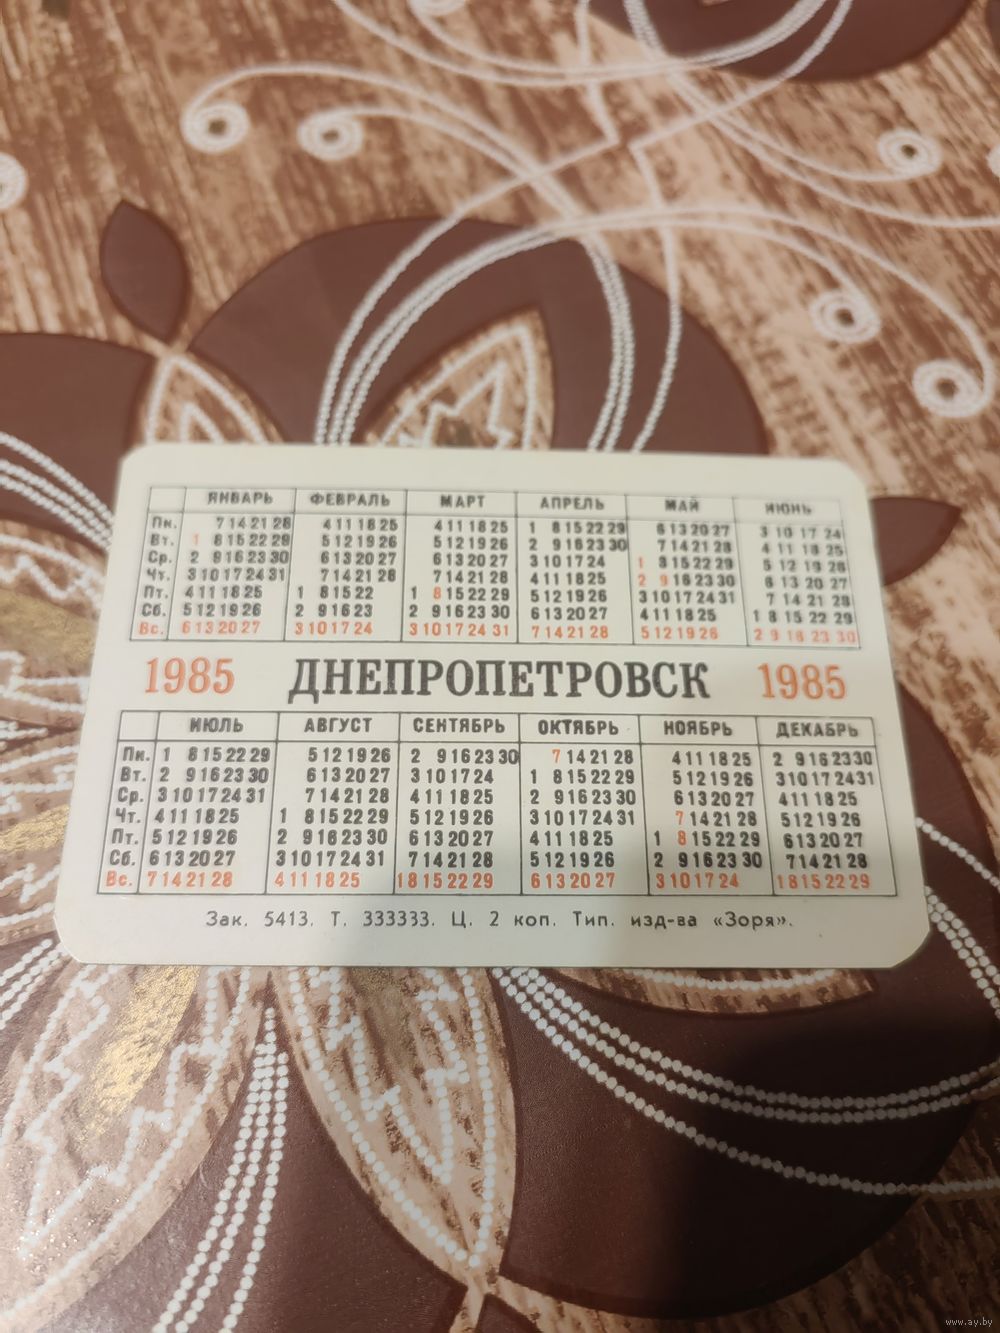 ЯНВАРЬ ФЕВРАЛЬ МАРТ АПРЕЛЬ МАЙ ИЮНЬ
Пн. 7 14 21 28 4 11 18 25 4 11 18 25 1 8 15 22 29 6 13 20 27 3 10 17 24
Вт. 1 8 15 22 29 5 12 19 26 5 12 19 26 2 9 16 23 30 7 14 21 28 4 11 18 25
Ср. 2 9 16 23 30 6 13 20 27 6 13 20 27 3 10 17 24 1 8 15 22 29 5 12 19 26
Чт. 3 10 17 24 31 7 14 21 28 7 14 21 28 4 11 18 25 2 9 16 23 30 6 13 20 27
Пт. 4 11 18 25 1 8 15 22 1 8 15 22 29 5 12 19 26 3 10 17 24 31 7 14 21 28
Сб. 5 12 19 26 2 9 16 23 2 9 16 23 30 6 13 20 27 4 11 18 25 1 8 15 22 29
Вс. 6 13 20 27 3 10 17 24 3 10 17 24 31 7 14 21 28 5 12 19 26 2 9 16 23 30
1985 ДНЕПРОПЕТРОВСК 1985
ИЮЛЬ АВГУСТ СЕНТЯБРЬ ОКТЯБРЬ НОЯБРЬ ДЕКАБРЬ
Пн. 1 8 15 22 29 5 12 19 26 2 9 16 23 30 7 14 21 28 4 11 18 25 2 9 16 23 30
Вт. 2 9 16 23 30 6 13 20 27 3 10 17 24 1 8 15 22 29 5 12 19 26 3 10 17 24 31
Ср. 3 10 17 24 31 7 14 21 28 4 11 18 25 2 9 16 23 30 6 13 20 27 4 11 18 25
Чт. 4 11 18 25 1 8 15 22 29 5 12 19 26 3 10 17 24 31 7 14 21 28 5 12 19 26
Пт. 5 12 19 26 2 9 16 23 30 6 13 20 27 4 11 18 25 1 8 15 22 29 6 13 20 27
Сб. 6 13 20 27 3 10 17 24 31 7 14 21 28 5 12 19 26 2 9 16 23 30 7 14 21 28
Вс. 7 14 21 28 4 11 18 25 1 8 15 22 29 6 13 20 27 3 10 17 24 1 8 15 22 29
Зак. 5413. Т. 333333. Ц. 2 коп. Тип. изд-ва «Зоря».
www.ay.by